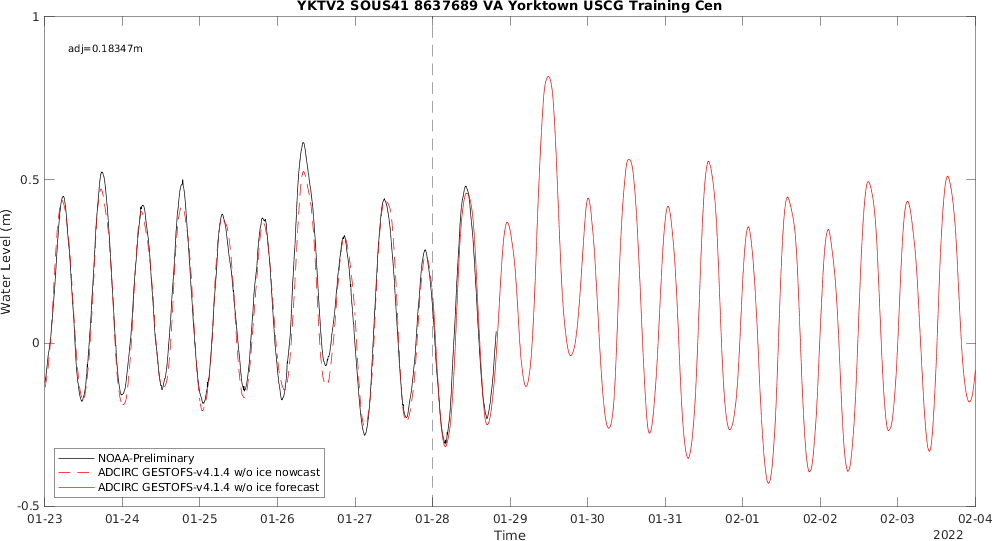 YKTV2 SOUS41 8637689 VA Yorktown USCG Training Cen
adj=0.18347m
Water Level (m)
1
0.5
0
-0.5
NOAA-Preliminary
ADCIRC GESTOFS-v4.1.4 w/o ice nowcast
ADCIRC GESTOFS-v4.1.4 w/o ice forecast
01-23 01-24 01-25 01-26 01-27 01-28 01-29 01-30 01-31 02-01 02-02 02-03 02-04
Time
2022